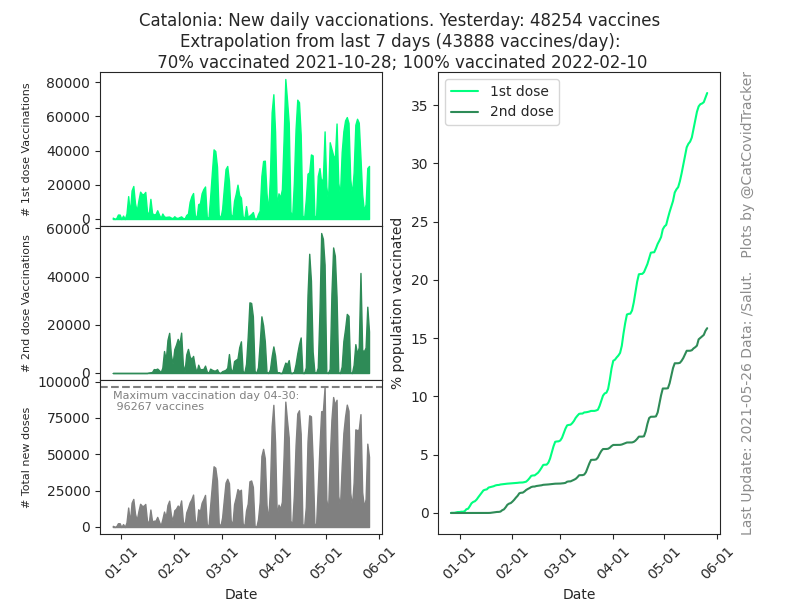 Catalonia: New daily vaccionations. Yesterday: 48254 vaccines
Extrapolation from last 7 days (43888 vaccines/day):
70% vaccinated 2021-10-28; 100% vaccinated 2022-02-10
# 1st dose Vaccinations
80000
60000
40000
20000
0
# 2nd dose Vaccinations
60000
40000
20000
0
# Total new doses
100000
75000
50000
25000
0
Maximum vaccination day 04-30:
96267 vaccines
01-01
02-01
03-01
04-01
05-01
06-01
Date
% population vaccinated
35
30
25
20
15
10
5
0
1st dose
2nd dose
01-01
02-01
03-01
04-01
05-01
06-01
Date
Last Update: 2021-05-26 Data: /Salut. Plots by @CatCovidTracker